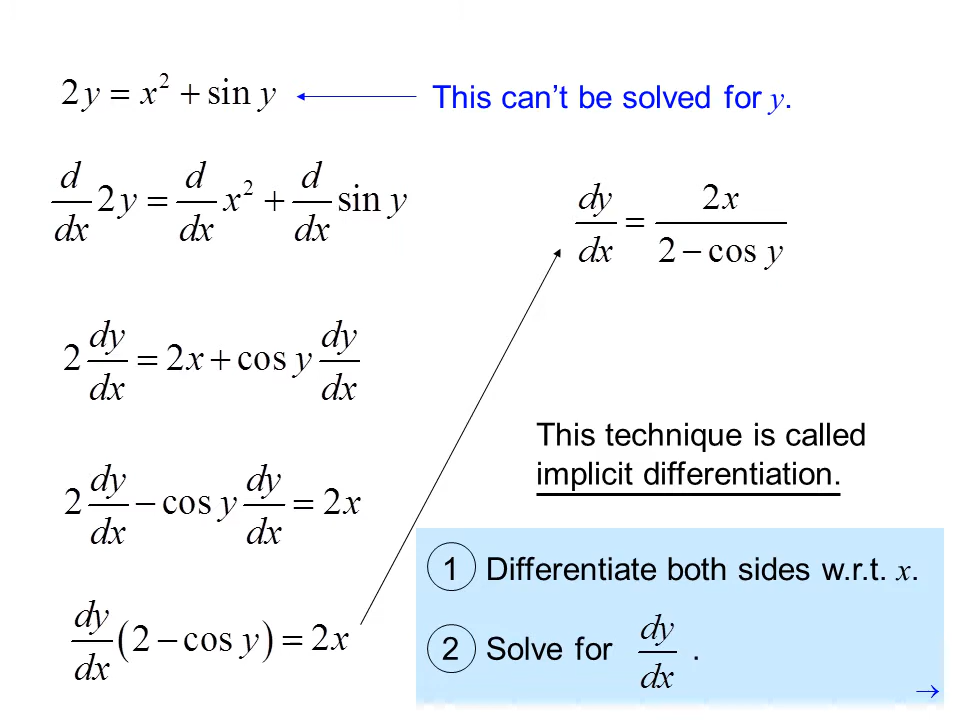 2y = x² + sin y
This can't be solved for y.
d/dx 2y = d/dx x² + d/dx sin y
2 dy/dx = 2x + cos y dy/dx
2 dy/dx − cos y dy/dx = 2x
dy/dx (2 − cos y) = 2x
dy/dx = 2x/(2 − cos y)
This technique is called
implicit differentiation.
1 Differentiate both sides w.r.t. x.
2 Solve for dy/dx .
→